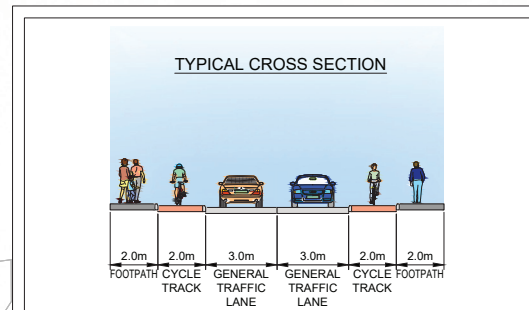 TYPICAL CROSS SECTION
2.0m 2.0m 3.0m 3.0m 2.0m 2.0m
FOOTPATH CYCLE GENERAL GENERAL CYCLE FOOTPATH
TRACK TRAFFIC TRAFFIC TRACK
LANE LANE